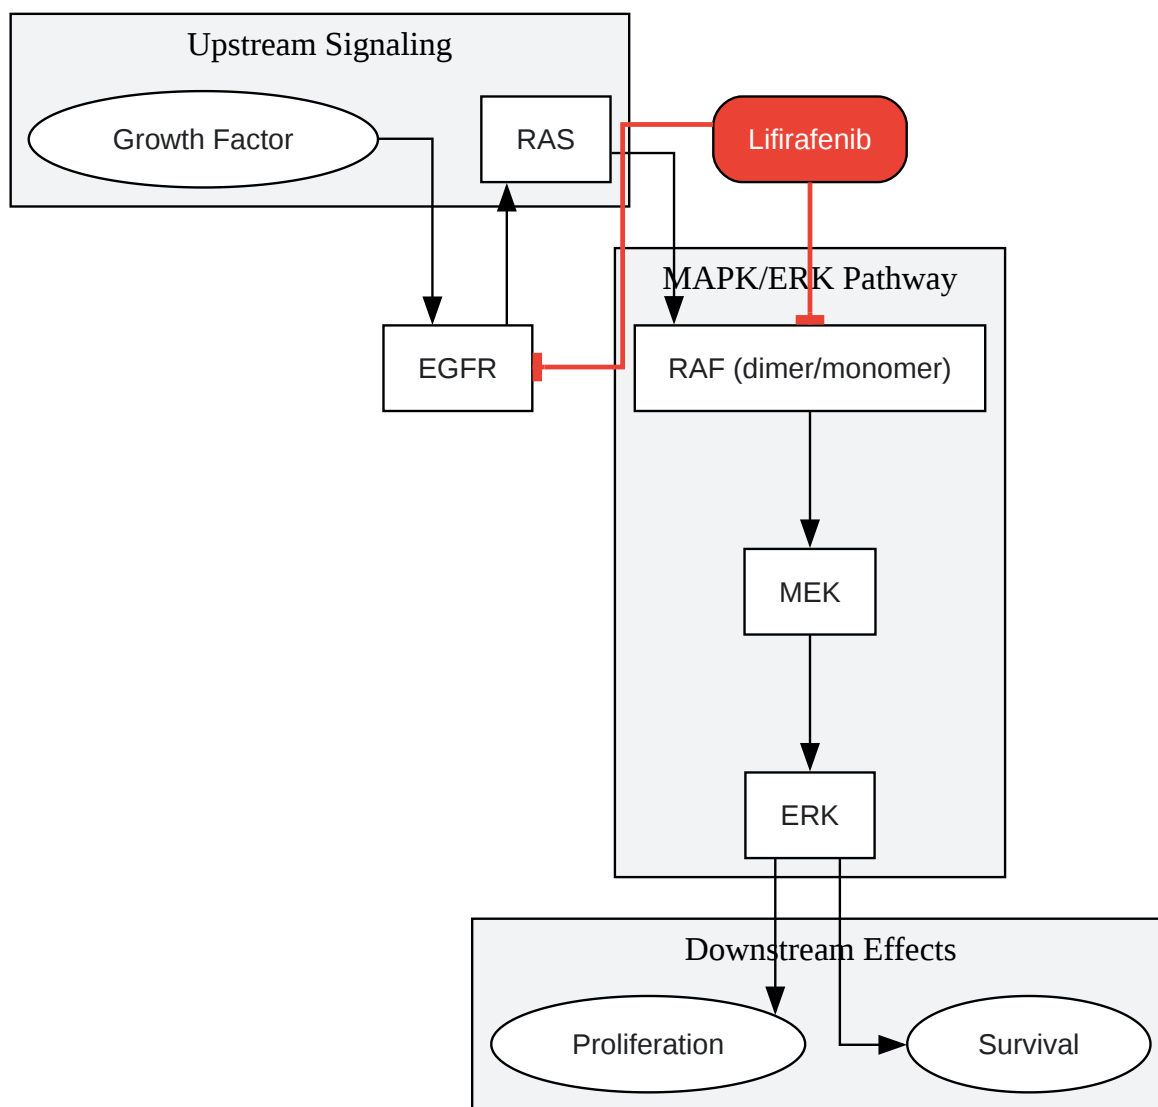 Upstream Signaling
Growth Factor
RAS
Lifirafenib
MAPK/ERK Pathway
EGFR
RAF (dimer/monomer)
MEK
ERK
Downstream Effects
Proliferation
Survival